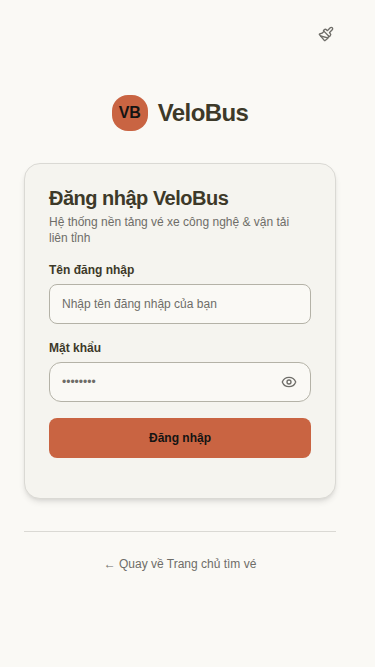 VB VeloBus
Đăng nhập VeloBus
Hệ thống nền tảng vé xe công nghệ & vận tải
liên tỉnh
Tên đăng nhập
Nhập tên đăng nhập của bạn
Mật khẩu
••••••••
Đăng nhập
← Quay về Trang chủ tìm vé